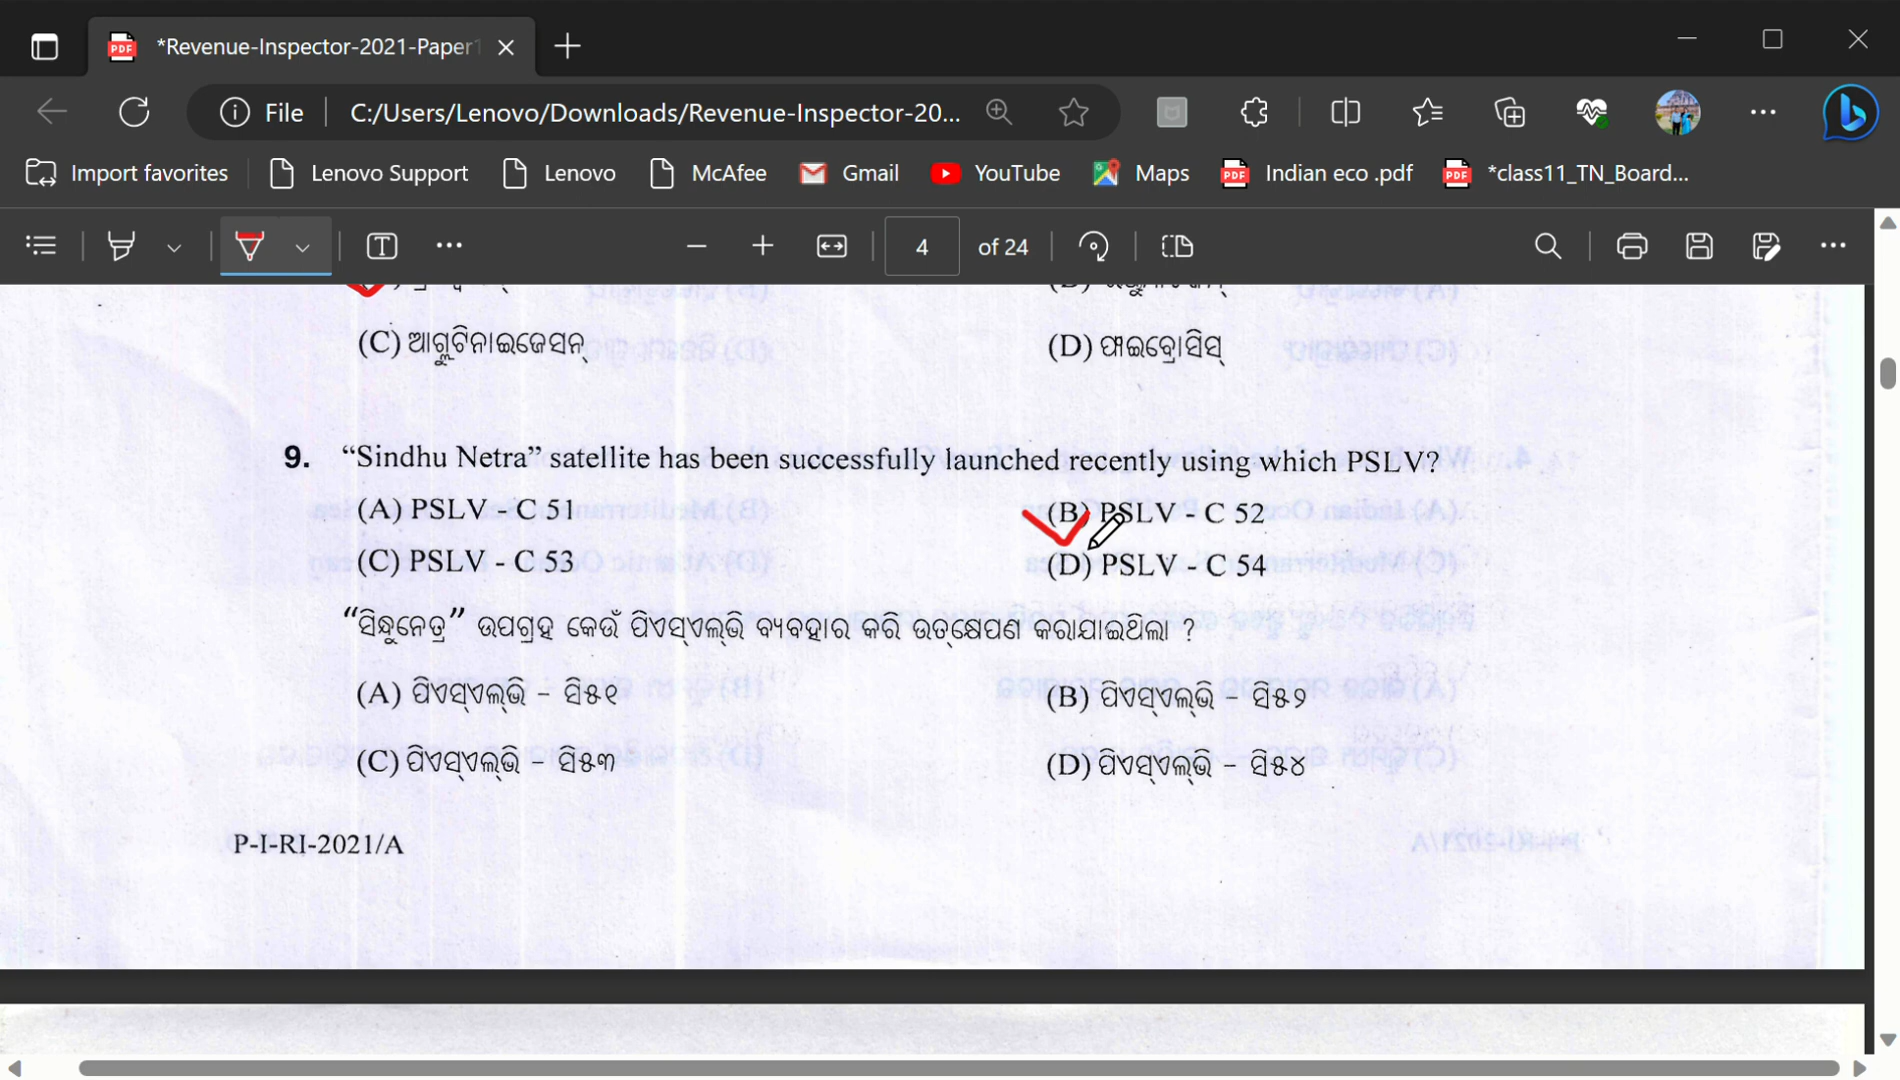 *Revenue-Inspector-2021-Paper1
File
C:/Users/Lenovo/Downloads/Revenue-Inspector-20...
Import favorites
Lenovo Support
Lenovo
McAfee
Gmail
YouTube
Maps
Indian eco .pdf
*class11_TN_Board...
4 of 24
(C) ଆଗ୍ଲୁଟିନାଇଜେସନ୍ (D) ଫାଇବ୍ରୋସିସ୍
9. “Sindhu Netra” satellite has been successfully launched recently using which PSLV?
(A) PSLV - C 51 (B) PSLV - C 52
(C) PSLV - C 53 (D) PSLV - C 54
“ସିନ୍ଧୁନେତ୍ର” ଉପଗ୍ରହ କେଉଁ ପିଏସ୍ଏଲ୍ଭି ବ୍ୟବହାର କରି ଉତ୍କ୍ଷେପଣ କରାଯାଇଥିଲା ?
(A) ପିଏସ୍ଏଲ୍ଭି - ସି୫୧ (B) ପିଏସ୍ଏଲ୍ଭି - ସି୫୨
(C) ପିଏସ୍ଏଲ୍ଭି - ସି୫୩ (D) ପିଏସ୍ଏଲ୍ଭି - ସି୫୪
P-I-RI-2021/A